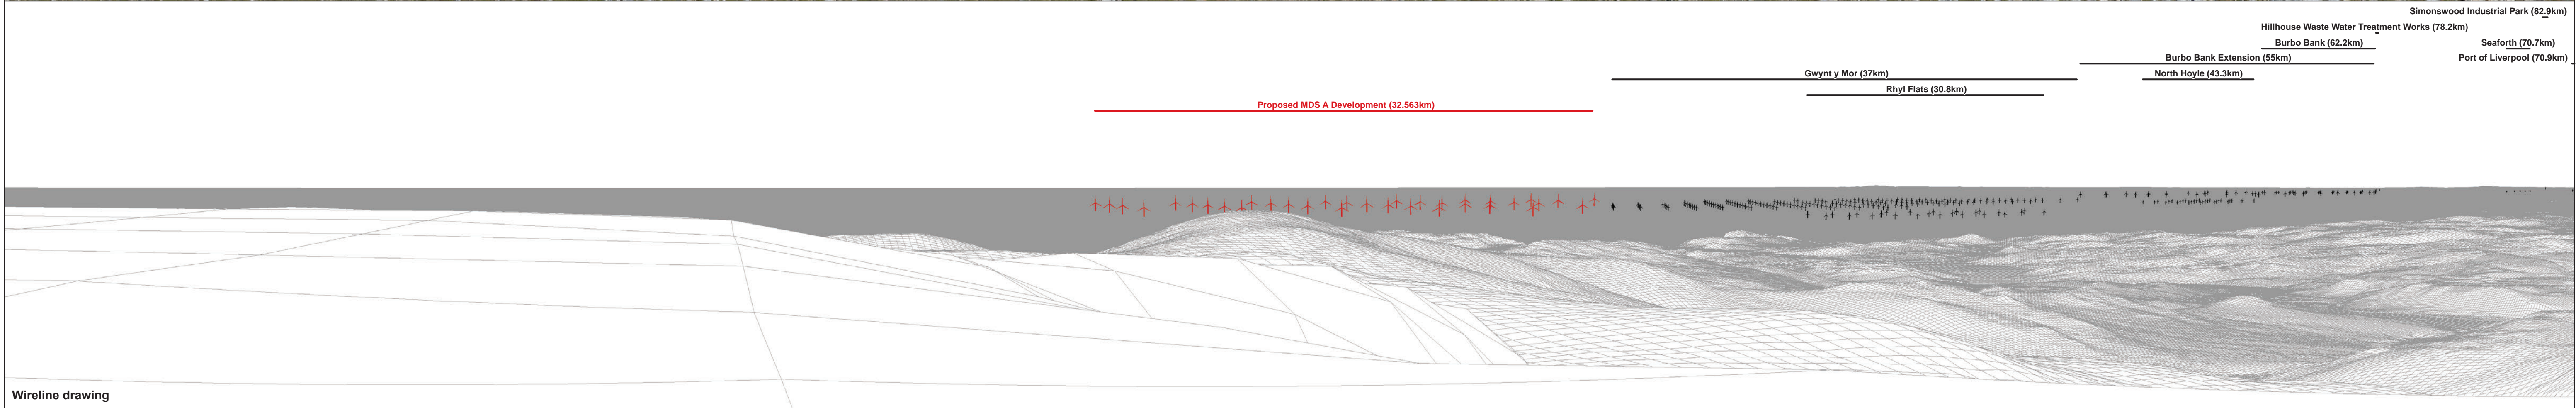 Simonswood Industrial Park (82.9km)
Hillhouse Waste Water Treatment Works (78.2km)
Burbo Bank (62.2km)
Seaforth (70.7km)
Burbo Bank Extension (55km)
Port of Liverpool (70.9km)
Gwynt y Mor (37km)
North Hoyle (43.3km)
Rhyl Flats (30.8km)
Proposed MDS A Development (32.563km)
Wireline drawing